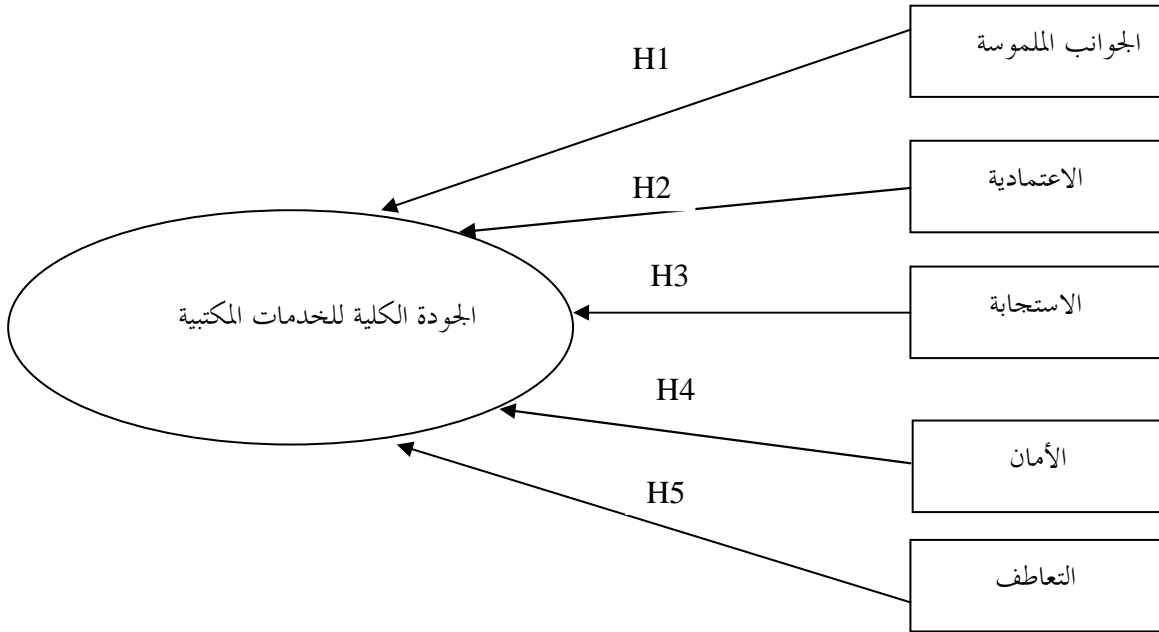 الجوانب الملموسة
H1
الاعتمادية
H2
الاستجابة
H3
الجودة الكلية للخدمات المكتبية
الأمان
H4
التعاطف
H5